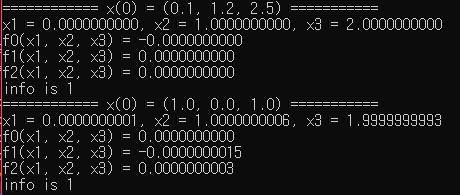 =========== x(0) = (0.1, 1.2, 2.5) ===========
x1 = 0.0000000000, x2 = 1.0000000000, x3 = 2.0000000000
f0(x1, x2, x3) = -0.0000000000
f1(x1, x2, x3) = 0.0000000000
f2(x1, x2, x3) = 0.0000000000
info is 1
=========== x(0) = (1.0, 0.0, 1.0) ===========
x1 = 0.0000000001, x2 = 1.0000000006, x3 = 1.9999999993
f0(x1, x2, x3) = 0.0000000000
f1(x1, x2, x3) = -0.0000000015
f2(x1, x2, x3) = 0.0000000003
info is 1